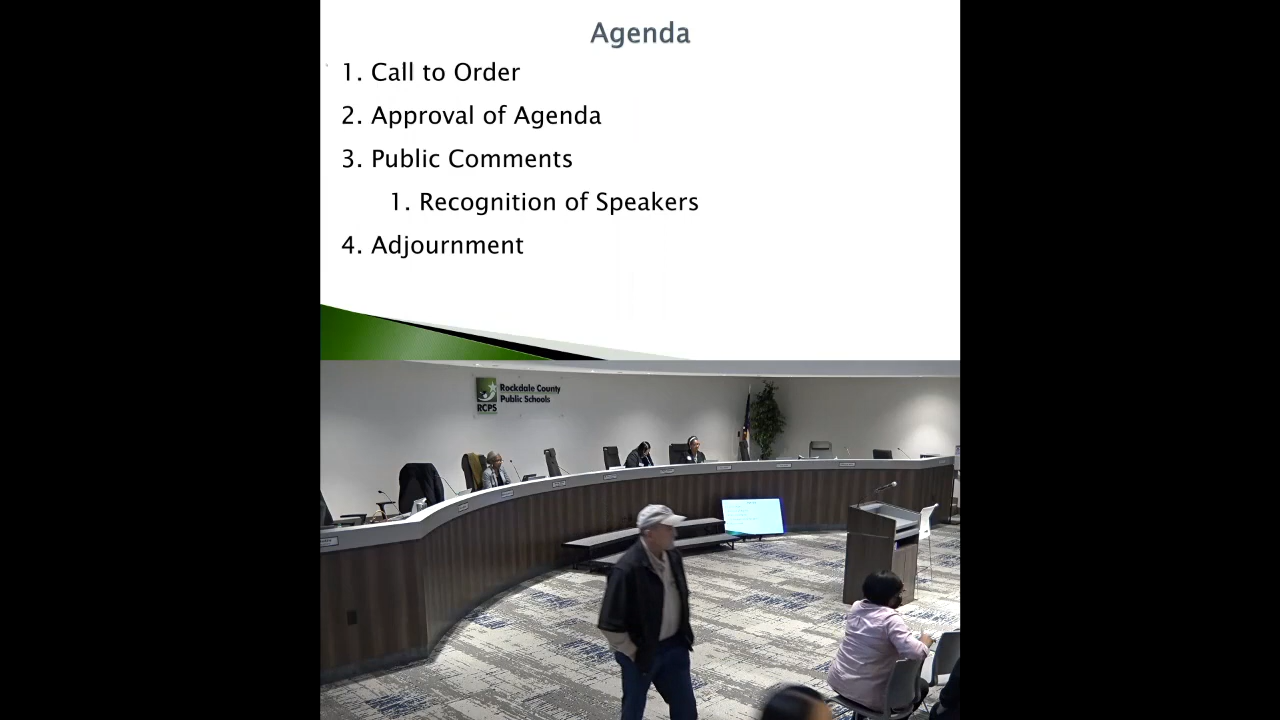 Agenda
1. Call to Order
2. Approval of Agenda
3. Public Comments
1. Recognition of Speakers
4. Adjournment
Rockdale County
Public Schools
RCPS